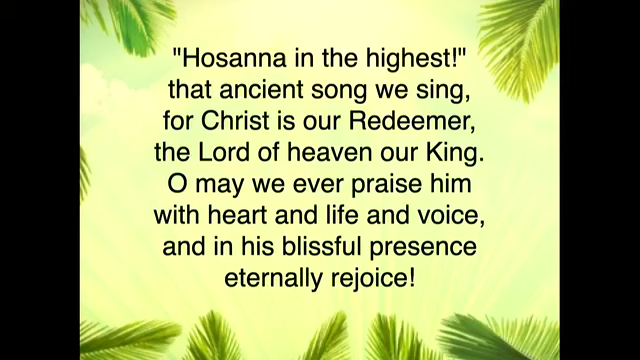 "Hosanna in the highest!"
that ancient song we sing,
for Christ is our Redeemer,
the Lord of heaven our King.
O may we ever praise him
with heart and life and voice,
and in his blissful presence
eternally rejoice!